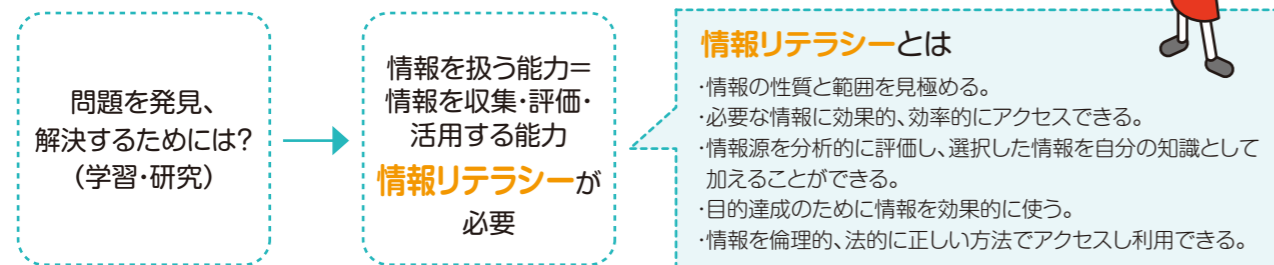 問題を発見、
解決するためには?
(学習・研究)
情報を扱う能力=
情報を収集・評価・
活用する能力
情報リテラシーが
必要
情報リテラシーとは
・情報の性質と範囲を見極める。
・必要な情報に効果的、効率的にアクセスできる。
・情報源を分析的に評価し、選択した情報を自分の知識として
加えることができる。
・目的達成のために情報を効果的に使う。
・情報を倫理的、法的に正しい方法でアクセスし利用できる。